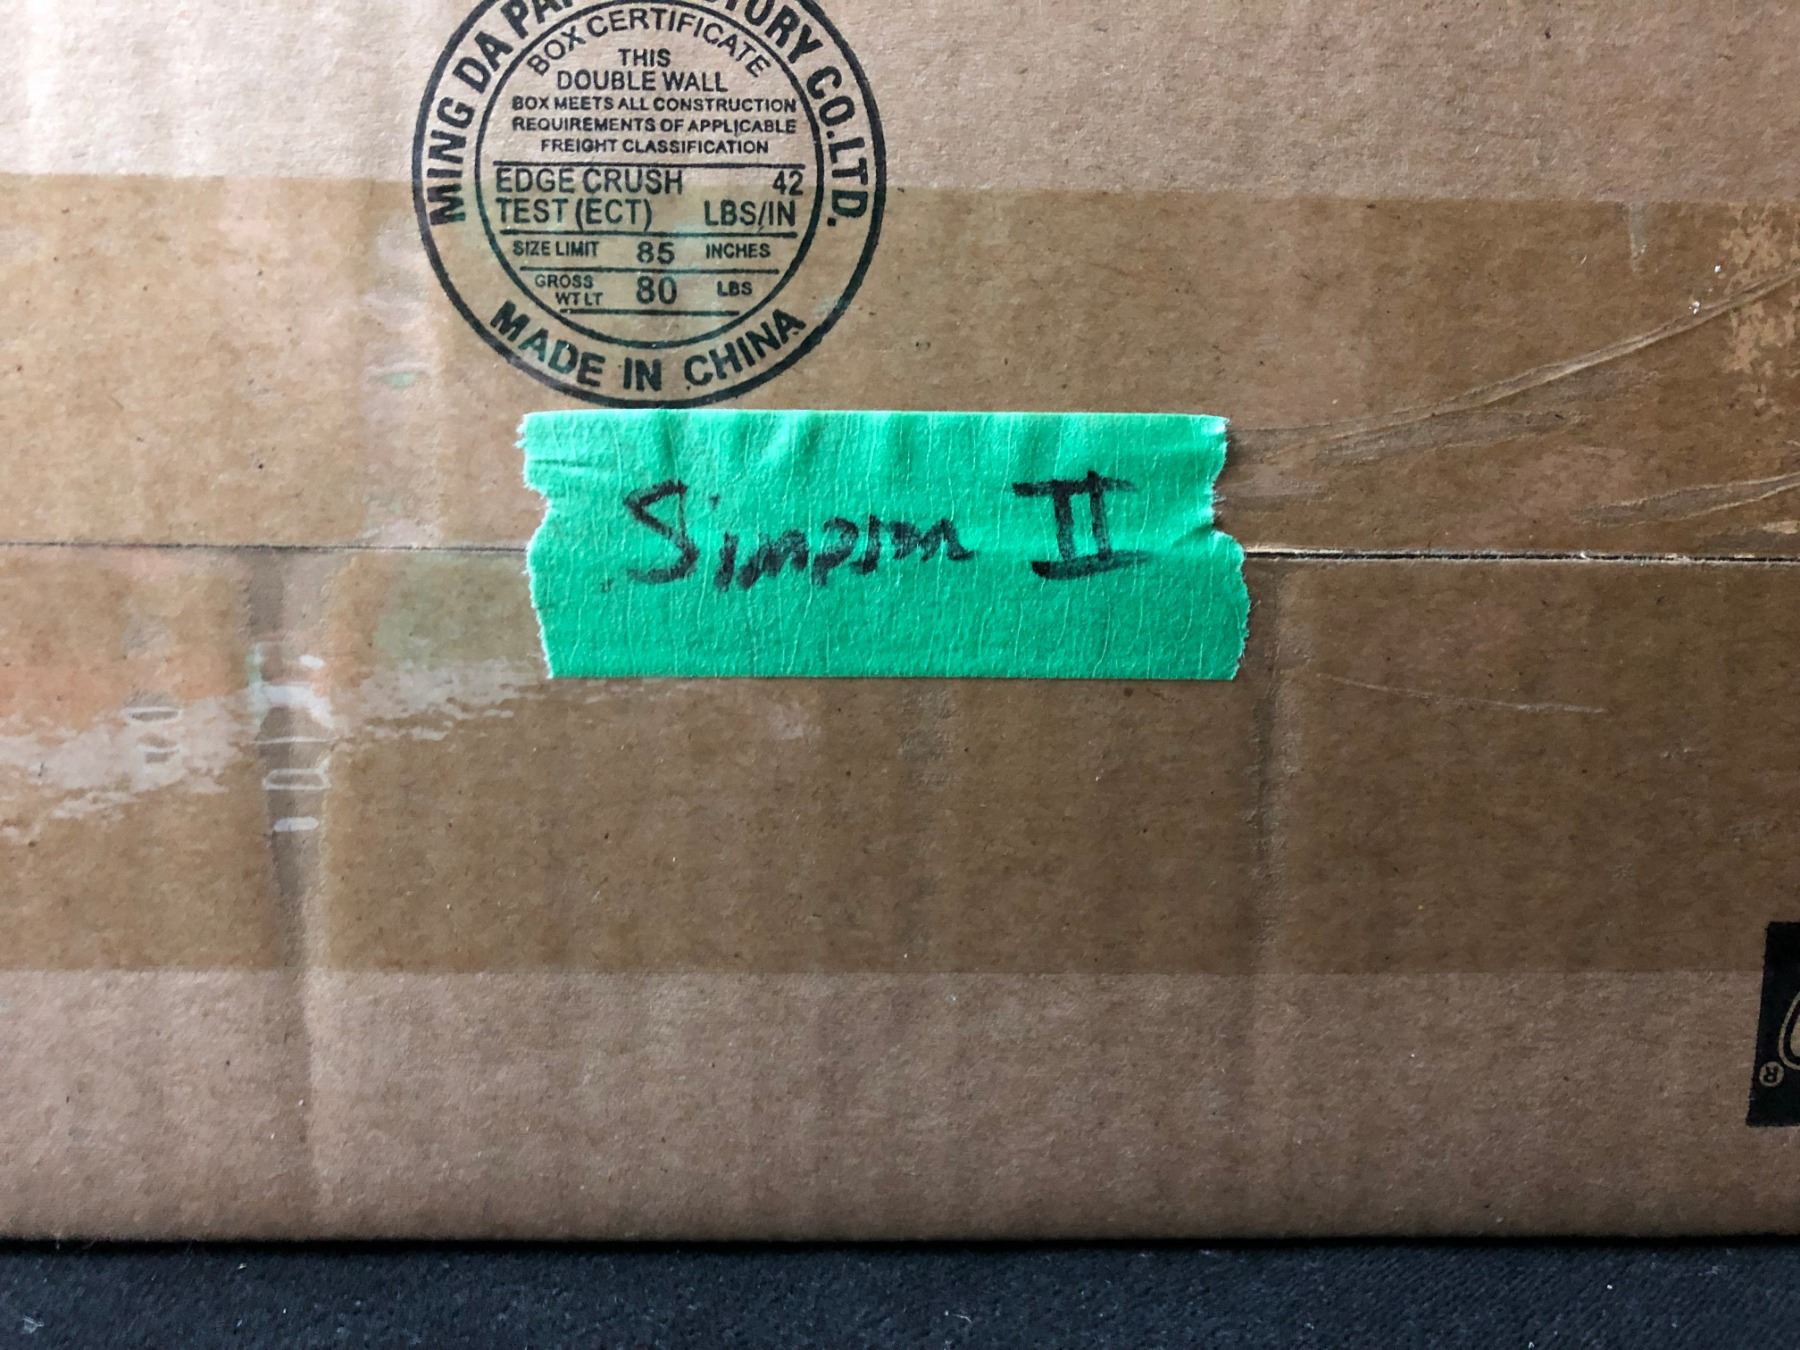 MING DA PA
TORY CO.LTD.
BOX CERTIFICATE
THIS
DOUBLE WALL
BOX MEETS ALL CONSTRUCTION
REQUIREMENTS OF APPLICABLE
FREIGHT CLASSIFICATION
EDGE CRUSH 42
TEST (ECT) LBS/IN
SIZE LIMIT 85 INCHES
GROSS
WT LT 80 LBS
MADE IN CHINA
Simpson II
®